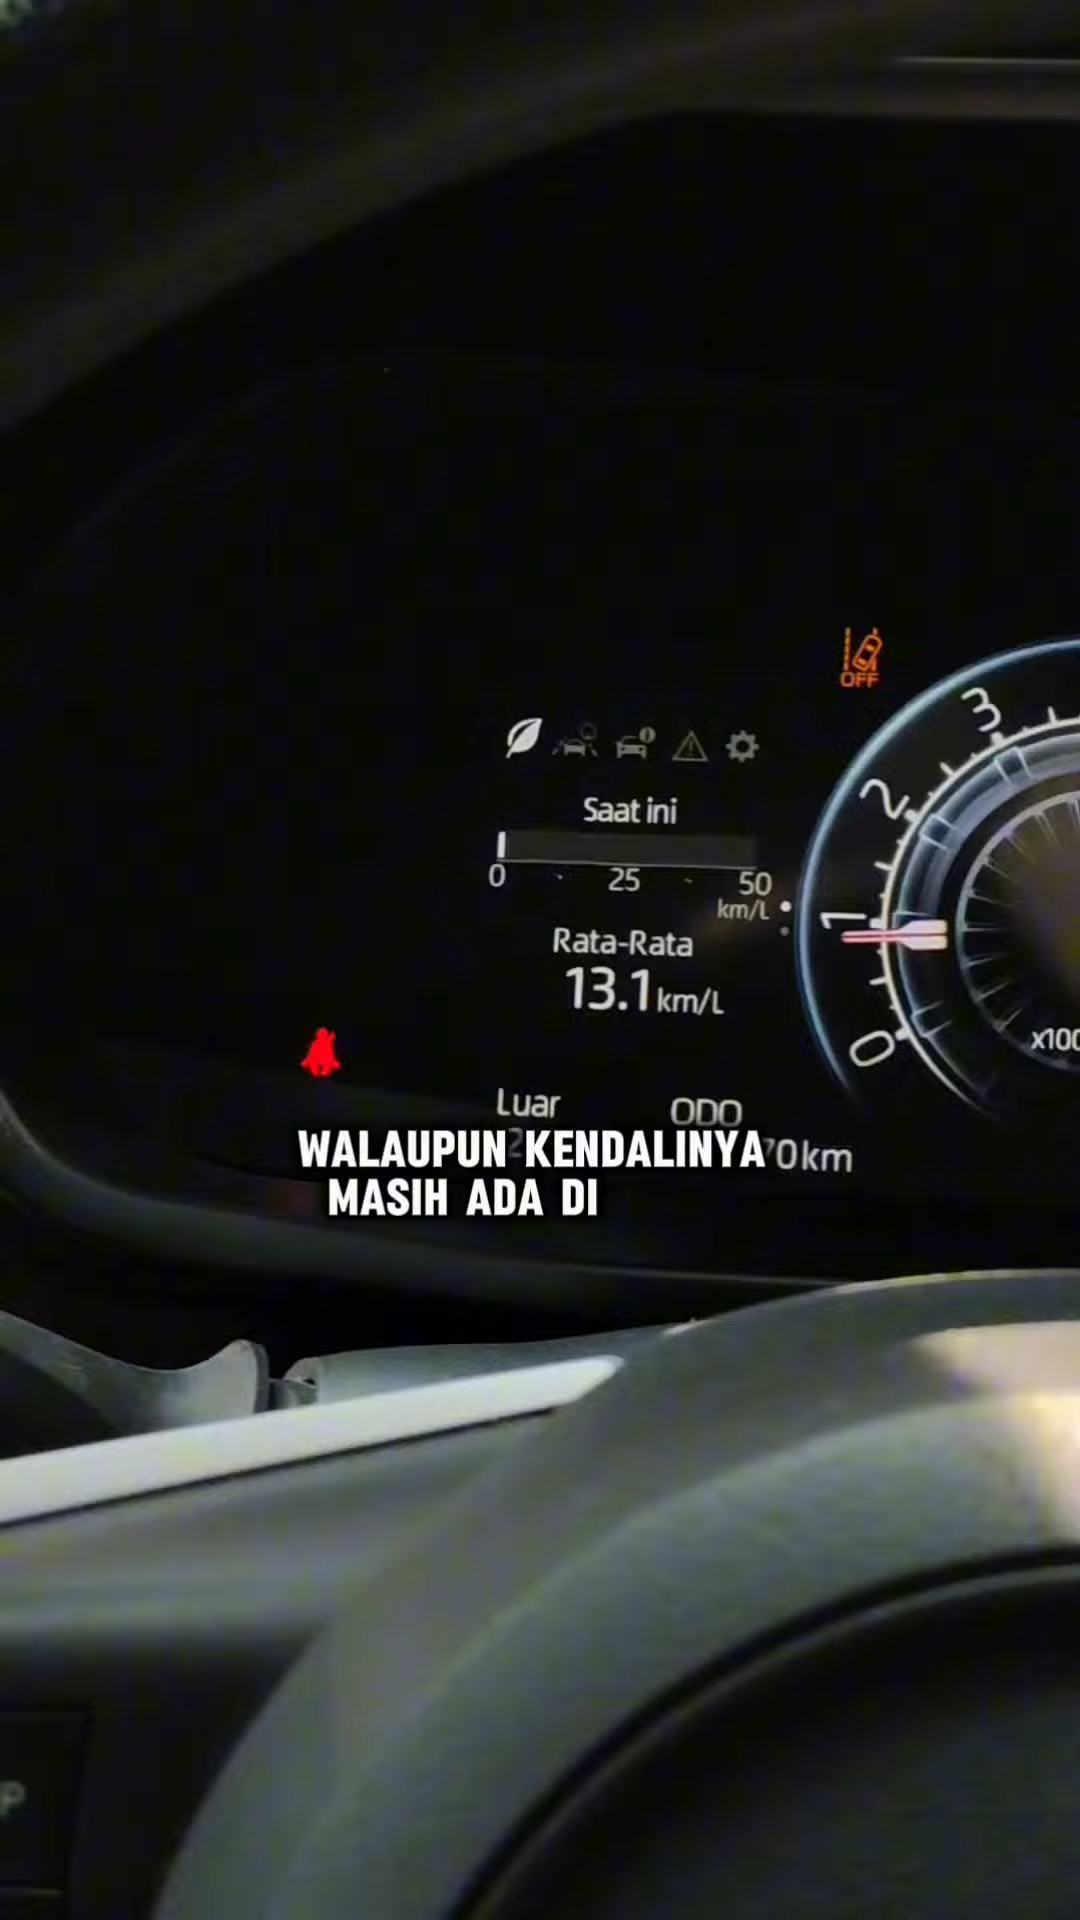 OFF
3
2
1
0
Saat ini
0 25 50
km/L
Rata-Rata
13.1 km/L
Luar ODO
70km
WALAUPUN KENDALINYA
MASIH ADA DI
P